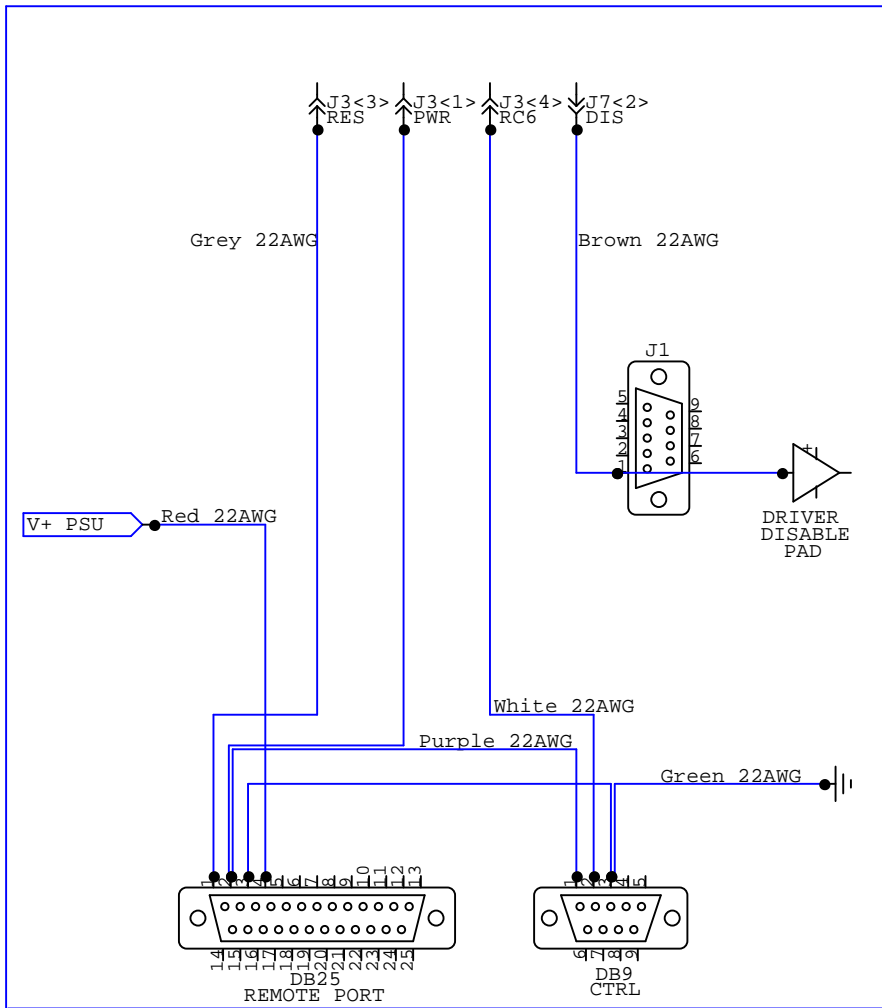 J3<3> J3<1> J3<4> J7<2>
RES PWR RC6 DIS
Grey 22AWG Brown 22AWG
J1
5
9
4
8
3
7
2
6
1
V+ PSU Red 22AWG
DRIVER
DISABLE
PAD
White 22AWG
Purple 22AWG
Green 22AWG
1 2 3 4 5 6 7 8 9 10 11 12 13 1 2 3 4 5
14 15 16 17 18 19 20 21 22 23 24 25 6 7 8 9
DB25 DB9
REMOTE PORT CTRL